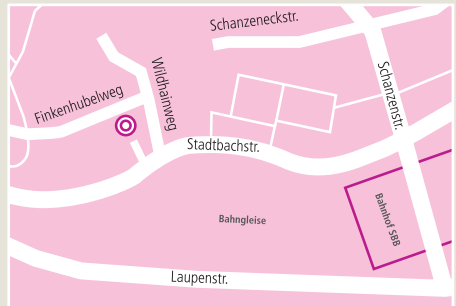 Schanzeneckstr.
Wildhainweg
Schanzenstr.
Finkenhubelweg
Stadtbachstr.
Bahngleise
Bahnhof SBB
Laupenstr.